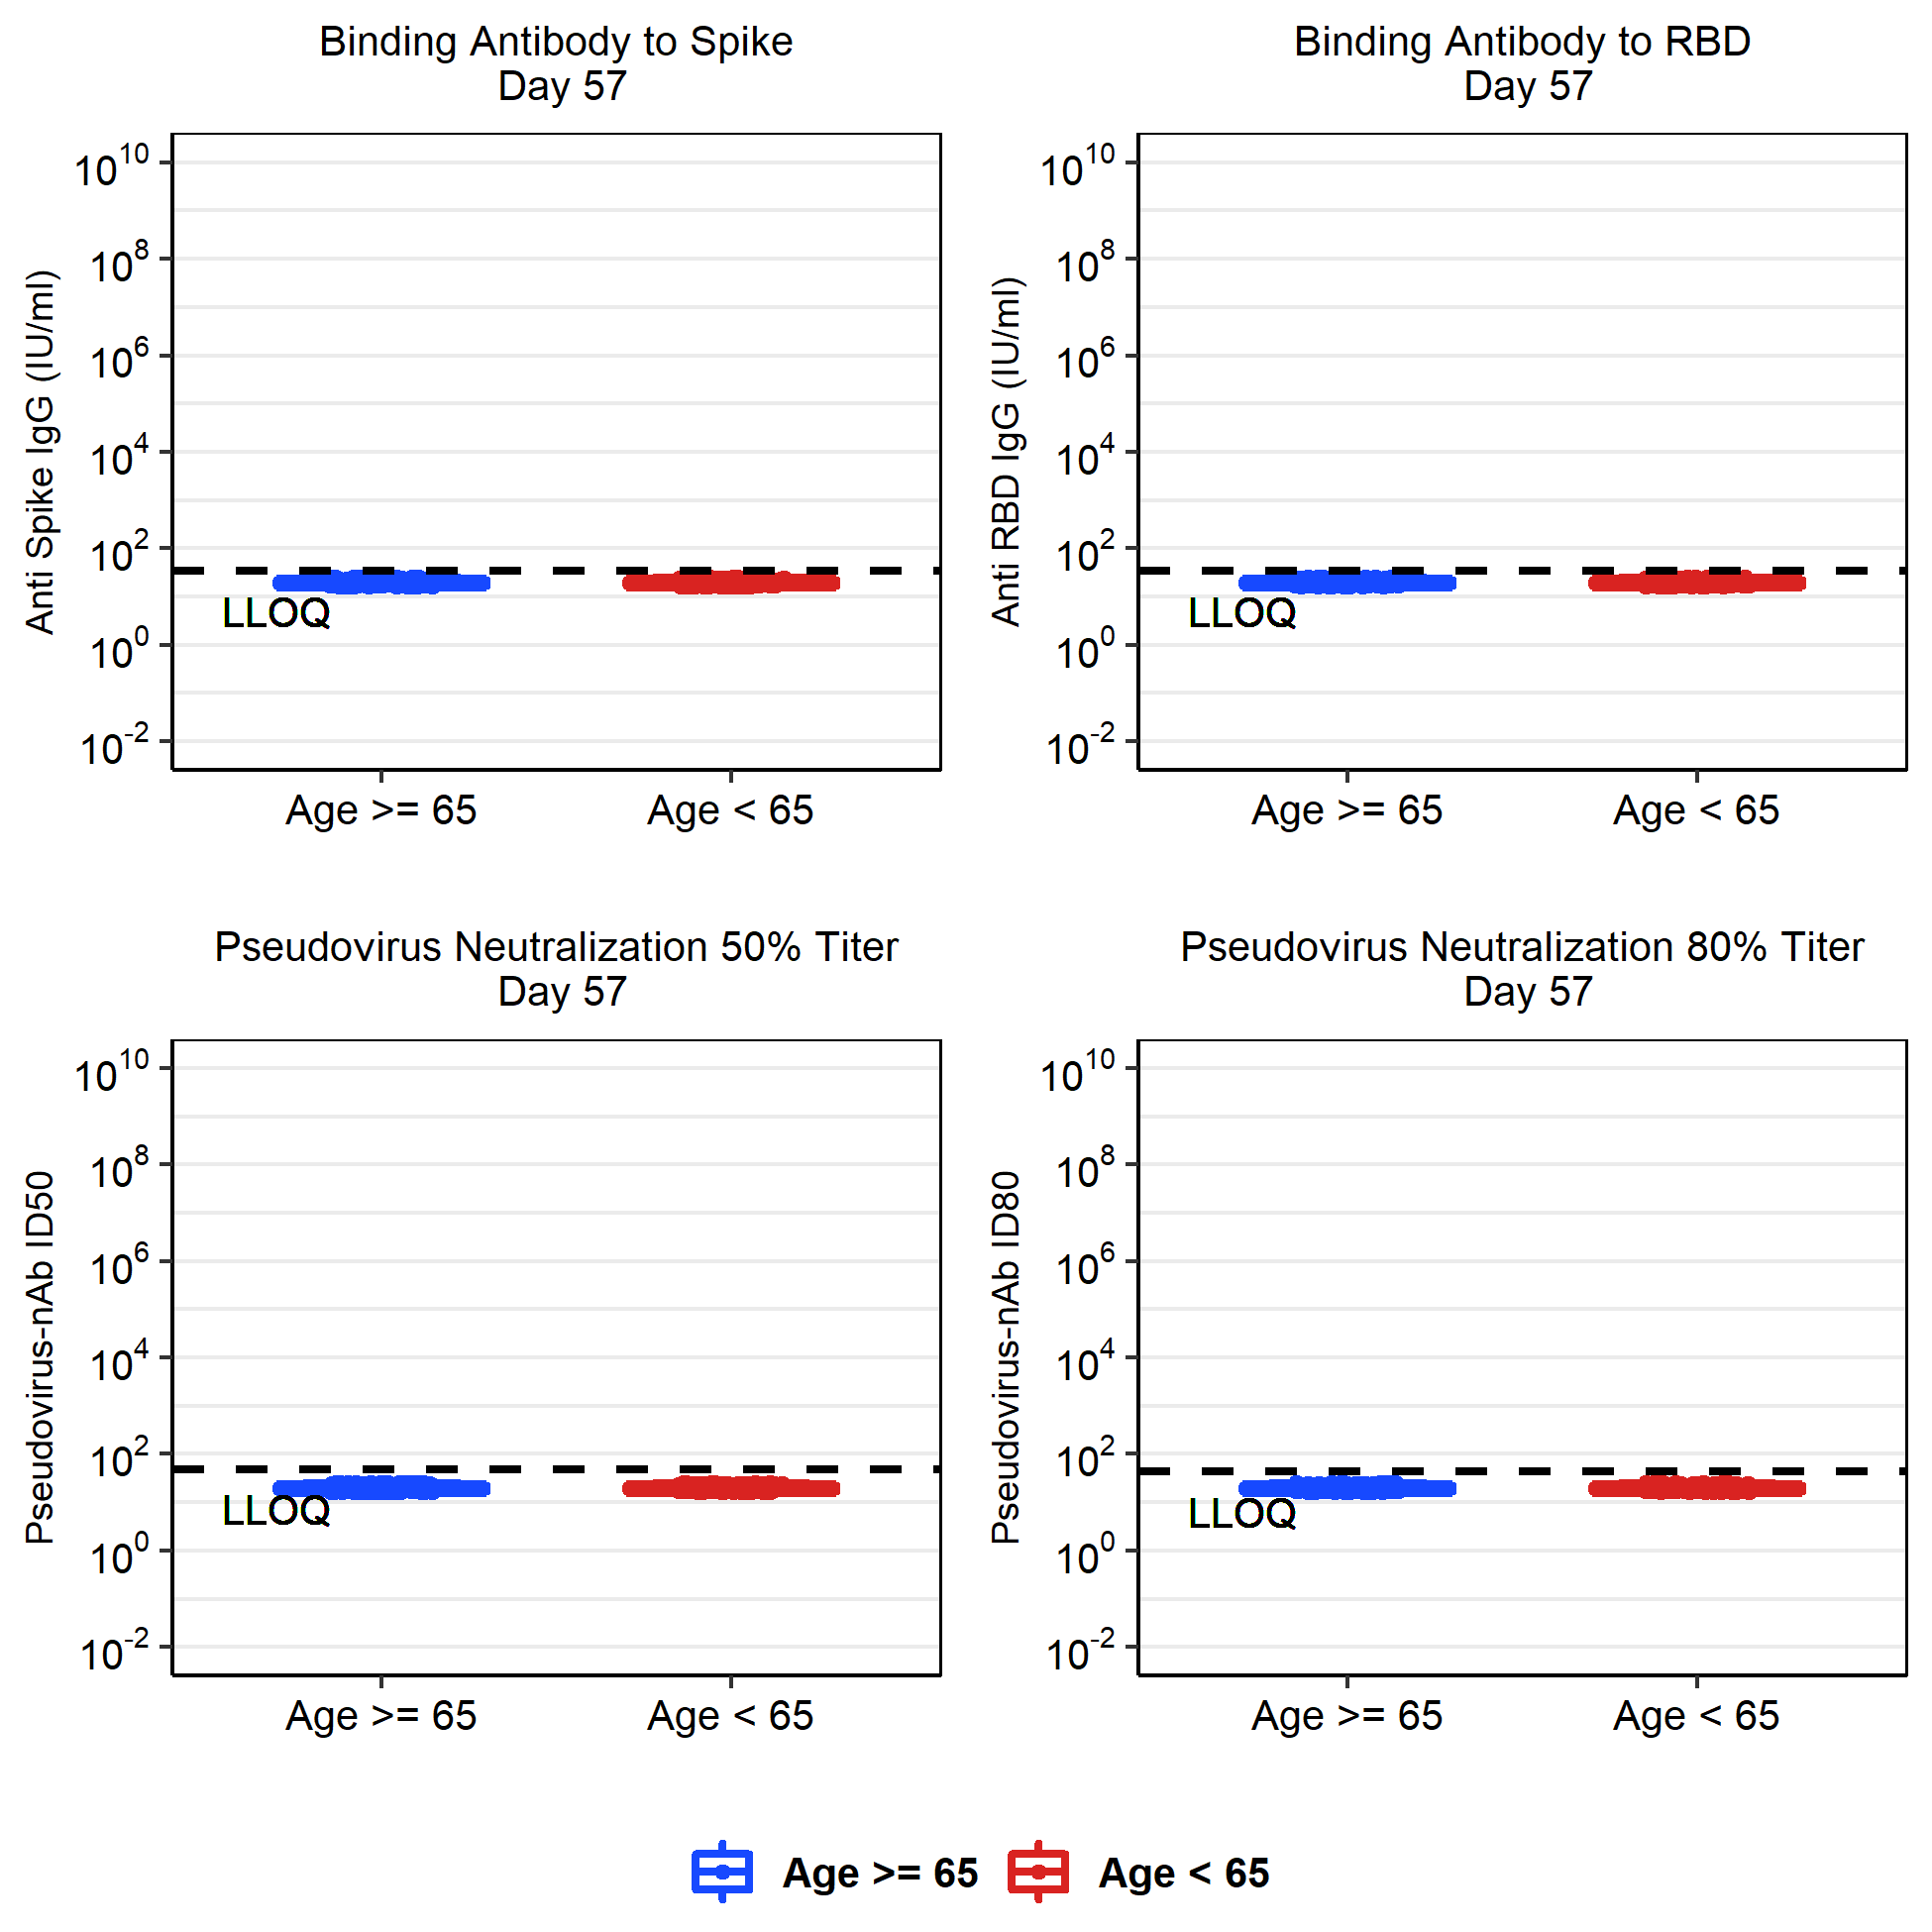 Binding Antibody to Spike
Day 57
Anti Spike IgG (IU/ml)
10^10
10^8
10^6
10^4
10^2
10^0
10^-2
LLOQ
Age >= 65 Age < 65
Binding Antibody to RBD
Day 57
Anti RBD IgG (IU/ml)
10^10
10^8
10^6
10^4
10^2
10^0
10^-2
LLOQ
Age >= 65 Age < 65
Pseudovirus Neutralization 50% Titer
Day 57
Pseudovirus-nAb ID50
10^10
10^8
10^6
10^4
10^2
10^0
10^-2
LLOQ
Age >= 65 Age < 65
Pseudovirus Neutralization 80% Titer
Day 57
Pseudovirus-nAb ID80
10^10
10^8
10^6
10^4
10^2
10^0
10^-2
LLOQ
Age >= 65 Age < 65
Age >= 65 Age < 65